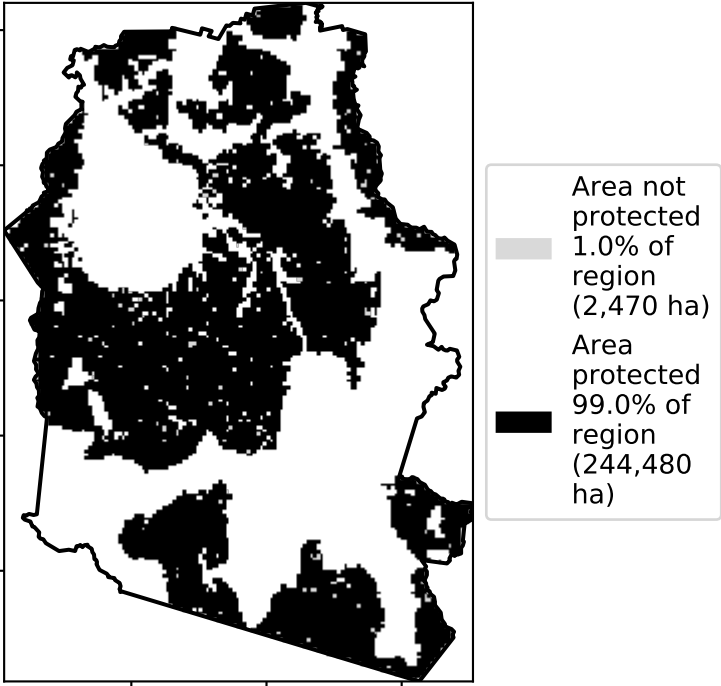 Area not
protected
1.0% of
region
(2,470 ha)
Area
protected
99.0% of
region
(244,480
ha)